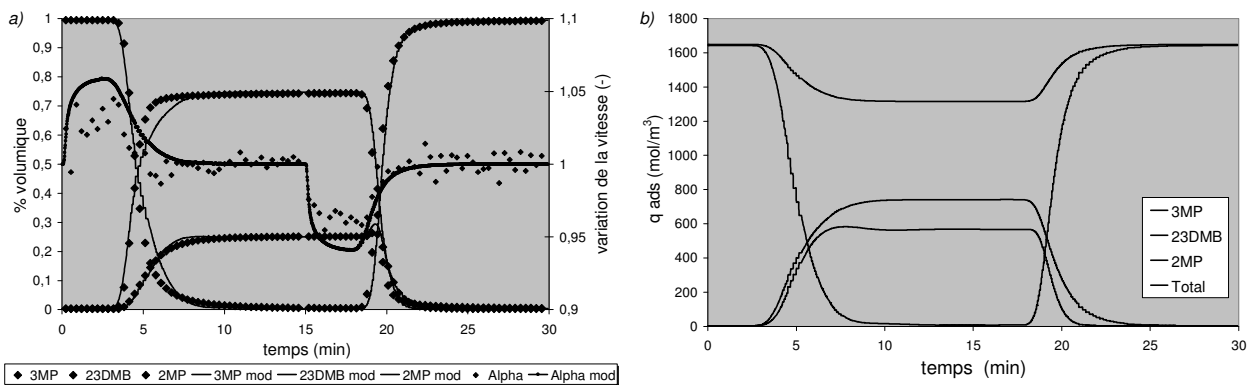 a)
1
0,9
0,8
0,7
0,6
0,5
0,4
0,3
0,2
0,1
0
% volumique
1,1
1,05
1
0,95
0,9
variation de la vitesse (-)
0 5 10 15 20 25 30
temps (min)
3MP 23DMB 2MP 3MP mod 23DMB mod 2MP mod Alpha Alpha mod
b)
1800
1600
1400
1200
1000
800
600
400
200
0
q ads (mol/m³)
3MP
23DMB
2MP
Total
0 5 10 15 20 25 30
temps (min)